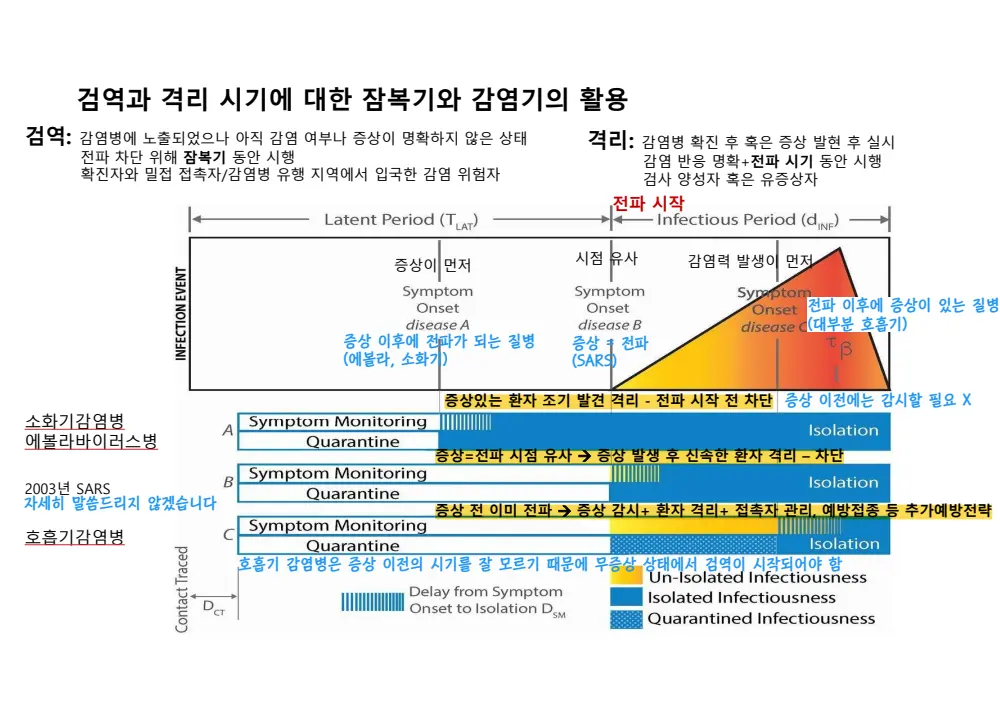 검역과 격리 시기에 대한 잠복기와 감염기의 활용
검역: 감염병에 노출되었으나 아직 감염 여부나 증상이 명확하지 않은 상태
전파 차단 위해 잠복기 동안 시행
확진자와 밀접 접촉자/감염병 유행 지역에서 입국한 감염 위험자
격리: 감염병 확진 후 혹은 증상 발현 후 실시
감염 반응 명확+전파 시기 동안 시행
검사 양성자 혹은 유증상자
전파 시작
Latent Period (TLAT)
Infectious Period (dINF)
INFECTION EVENT
증상이 먼저
Symptom
Onset
disease A
증상 이후에 전파가 되는 질병
(에볼라, 소화기)
시점 유사
Symptom
Onset
disease B
증상 = 전파
(SARS)
감염력 발생이 먼저
Symptom
Onset
disease C
전파 이후에 증상이 있는 질병
(대부분 호흡기)
τ
β
증상있는 환자 조기 발견 격리 - 전파 시작 전 차단
증상 이전에는 감시할 필요 X
소화기감염병
에볼라바이러스병
A
Symptom Monitoring
Quarantine
Isolation
증상=전파 시점 유사 → 증상 발생 후 신속한 환자 격리 – 차단
2003년 SARS
자세히 말씀드리지 않겠습니다
B
Symptom Monitoring
Quarantine
Isolation
증상 전 이미 전파 → 증상 감시+ 환자 격리+ 접촉자 관리, 예방접종 등 추가예방전략
호흡기감염병
C
Symptom Monitoring
Quarantine
Isolation
호흡기 감염병은 증상 이전의 시기를 잘 모르기 때문에 무증상 상태에서 검역이 시작되어야 함
Contact Traced
DCT
Delay from Symptom
Onset to Isolation DSM
Un-Isolated Infectiousness
Isolated Infectiousness
Quarantined Infectiousness